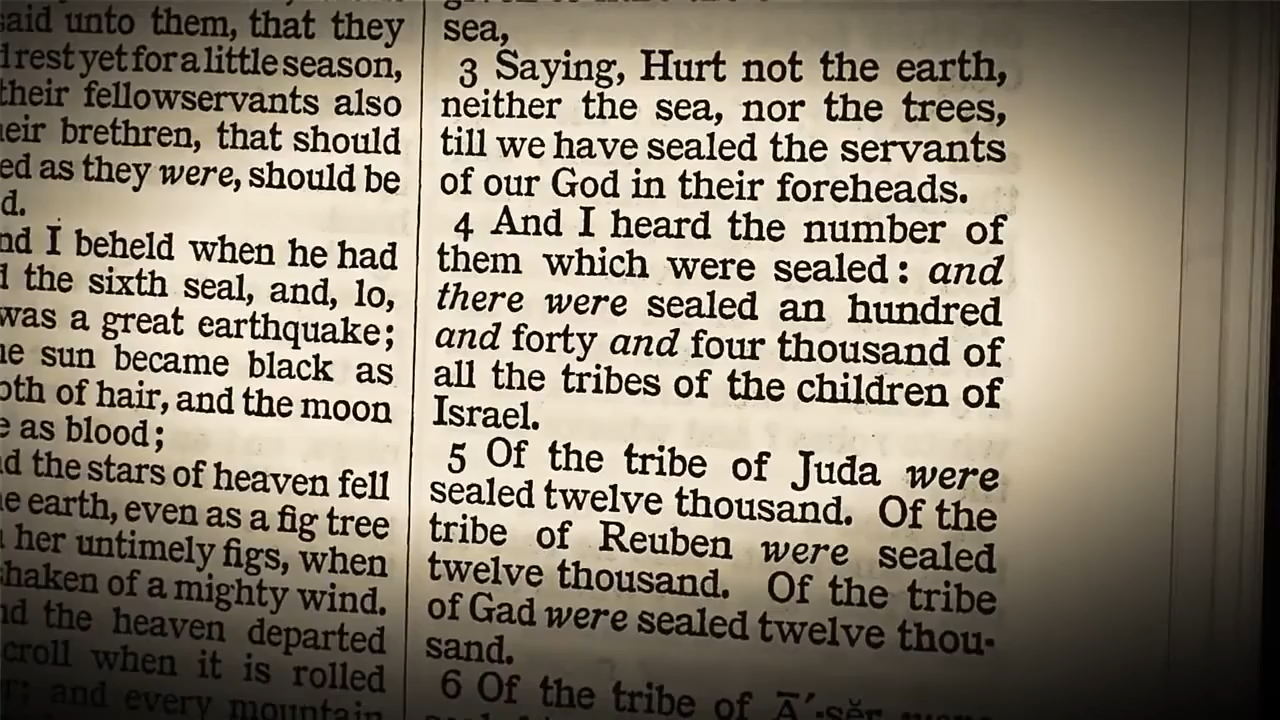 said unto them, that they
rest yet for a little season,
their fellowservants also
brethren, that should
as they were, should be
d.
I beheld when he had
the sixth seal, and, lo,
was a great earthquake;
sun became black as
of hair, and the moon
as blood;
the stars of heaven fell
earth, even as a fig tree
her untimely figs, when
shaken of a mighty wind.
the heaven departed
when it is rolled
and every mountain
sea,
3 Saying, Hurt not the earth,
neither the sea, nor the trees,
till we have sealed the servants
of our God in their foreheads.
4 And I heard the number of
them which were sealed: and
there were sealed an hundred
and forty and four thousand of
all the tribes of the children of
Israel.
5 Of the tribe of Juda were
sealed twelve thousand. Of the
tribe of Reuben were sealed
twelve thousand. Of the tribe
of Gad were sealed twelve thou-
sand.
6 Of the tribe of Ā′-sĕr were